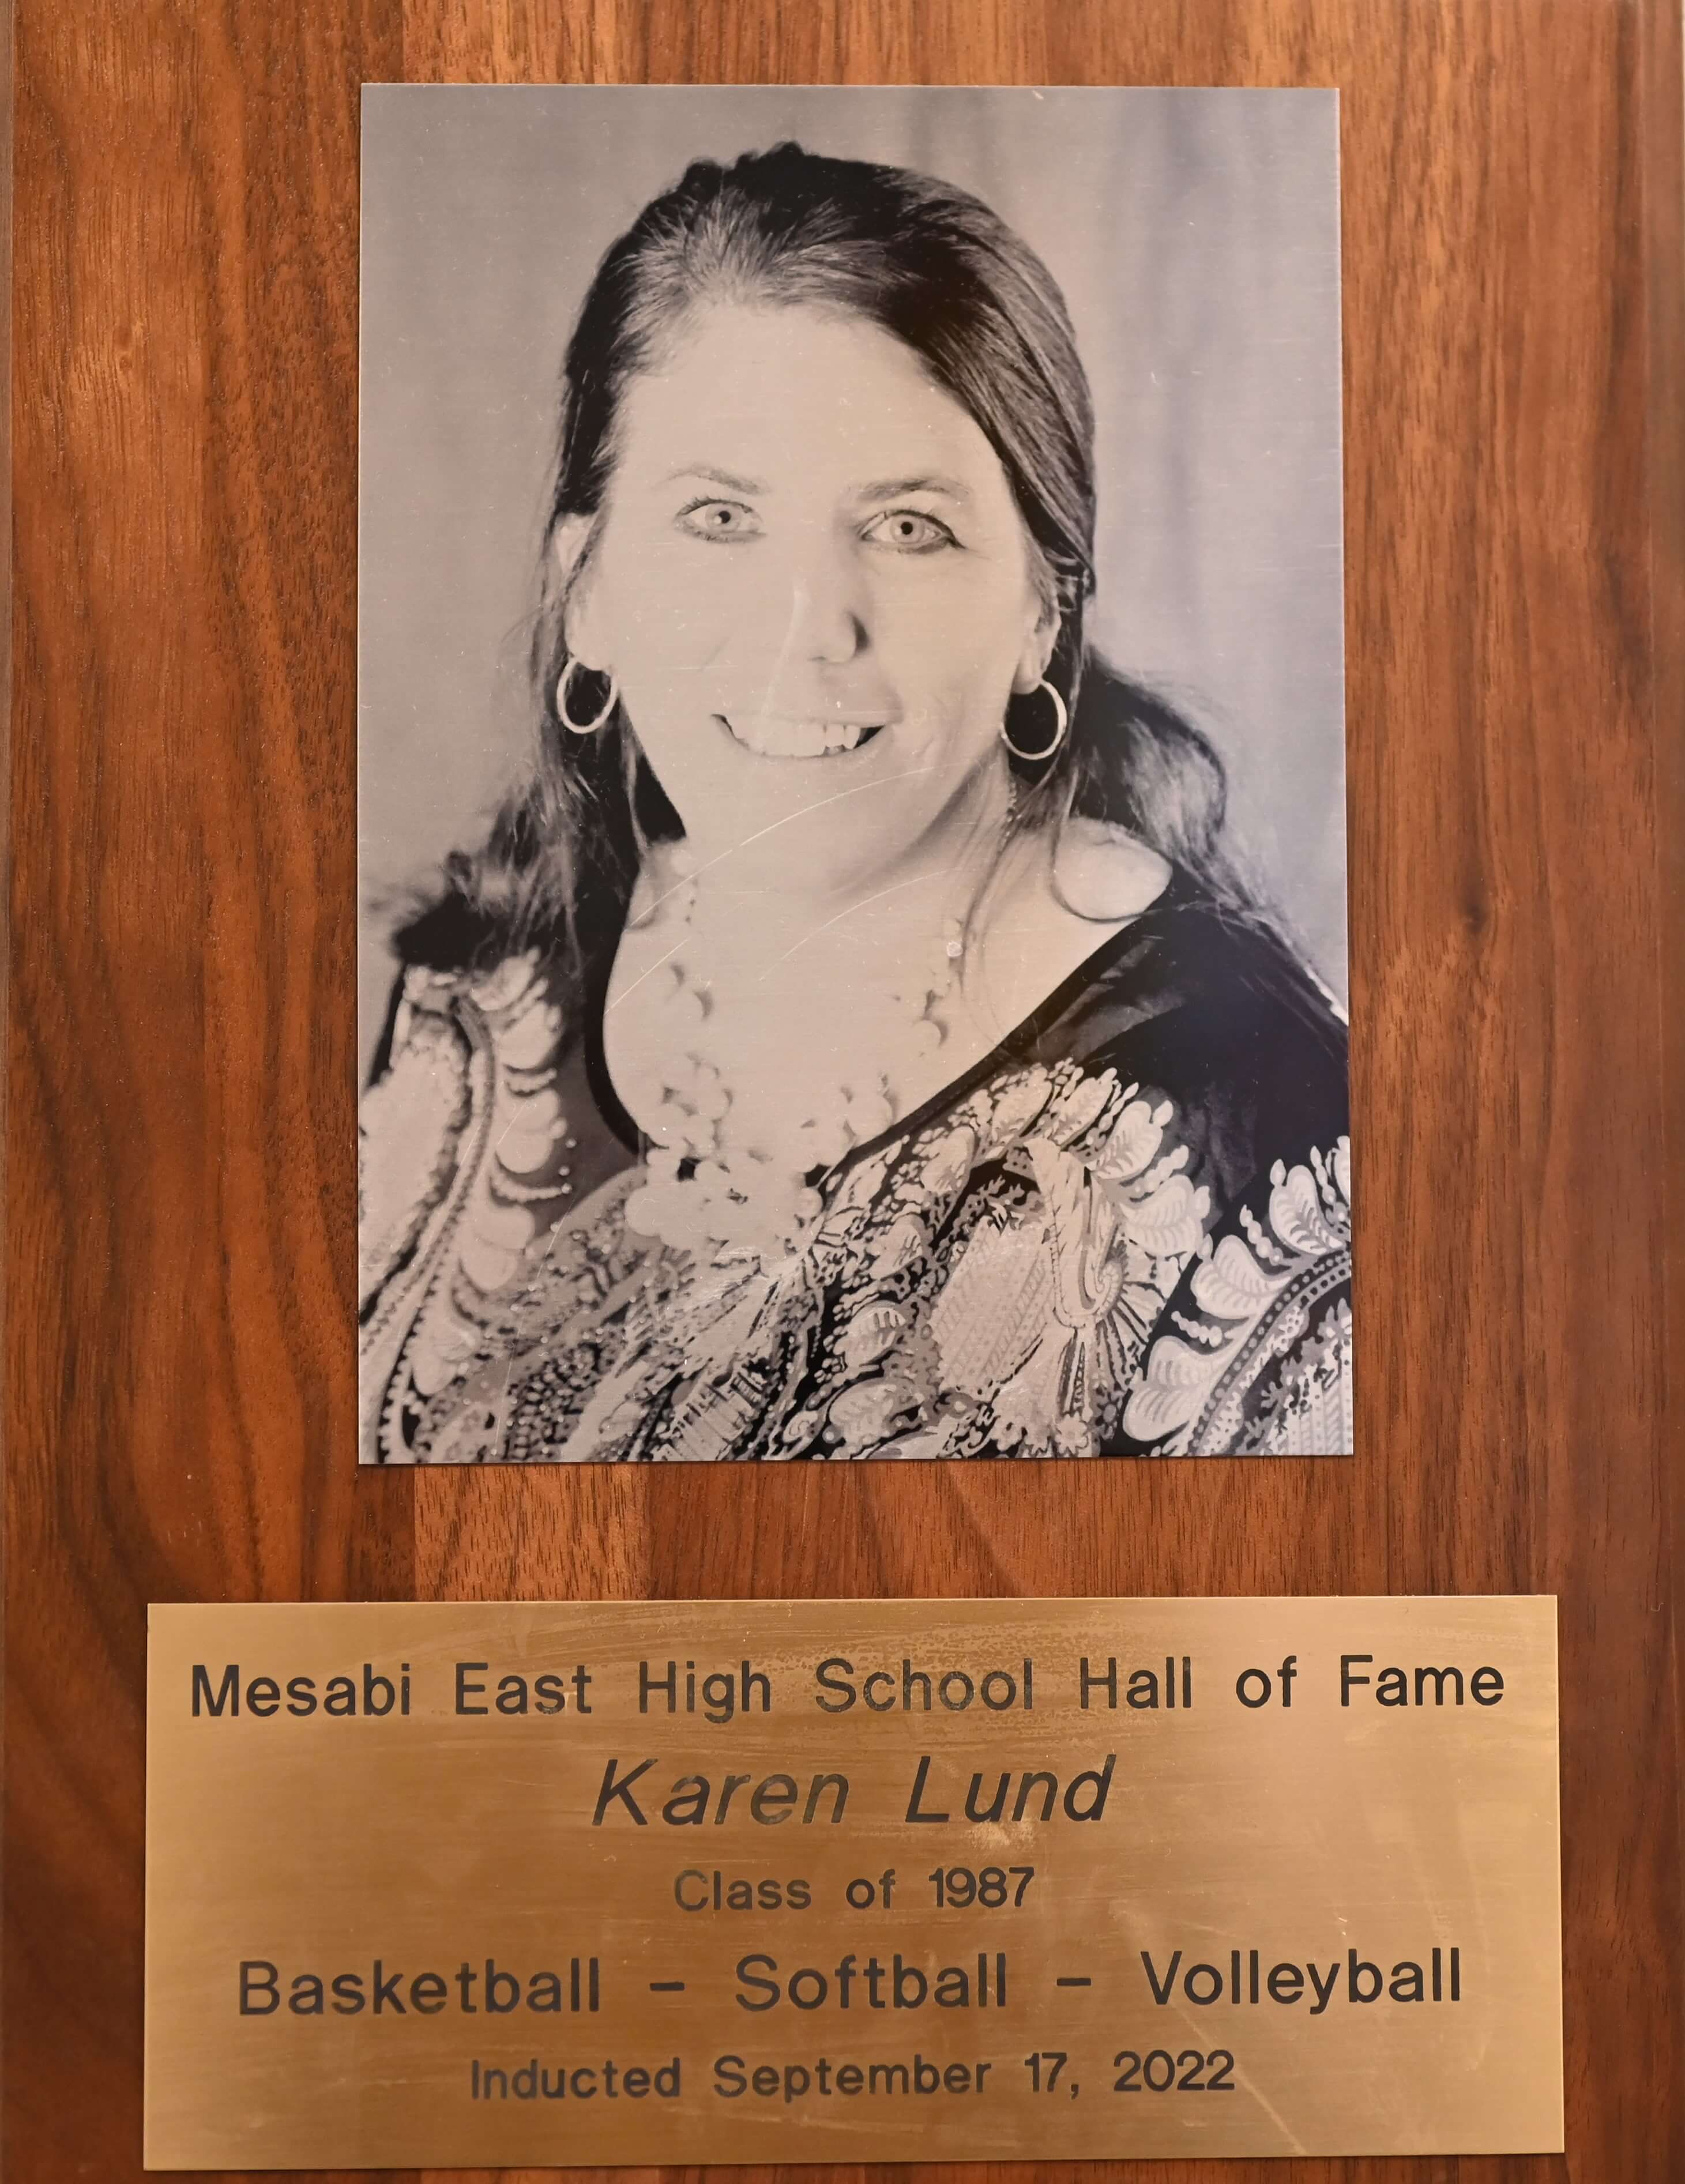 Mesabi East High School Hall of Fame
Karen Lund
Class of 1987
Basketball – Softball – Volleyball
Inducted September 17, 2022